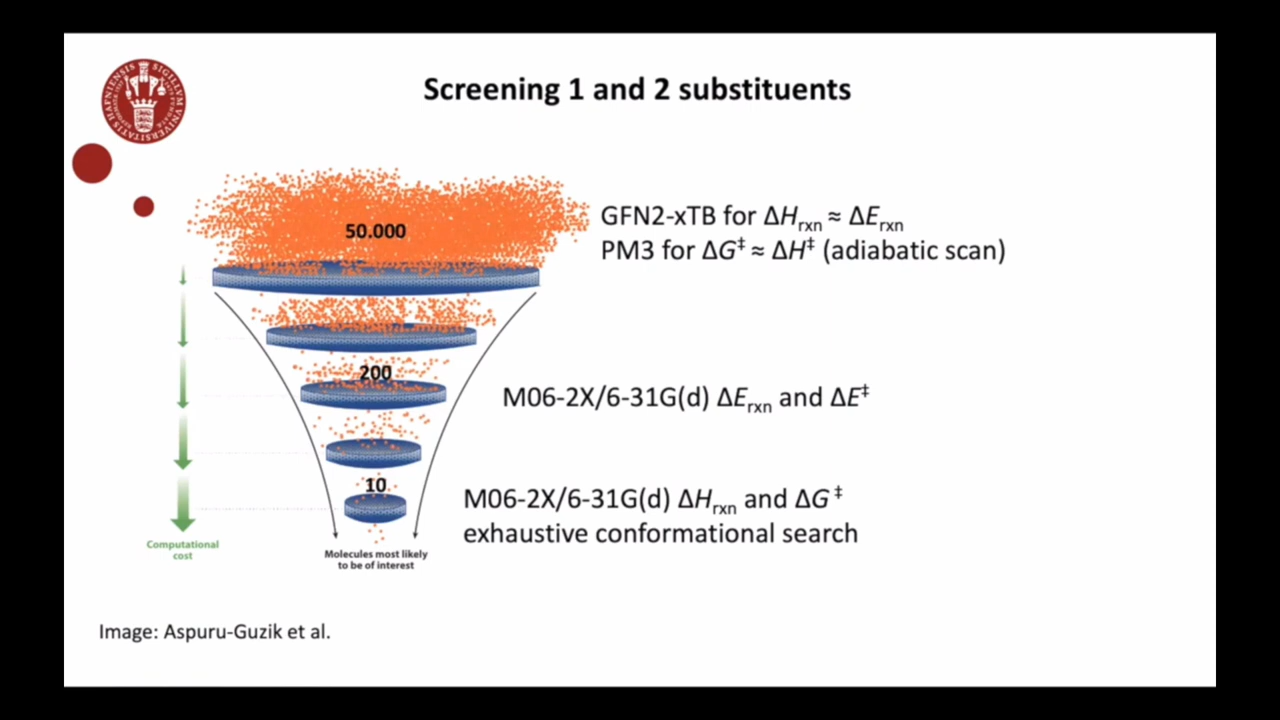 Screening 1 and 2 substituents
50.000
GFN2-xTB for ΔHrxn ≈ ΔErxn
PM3 for ΔG‡ ≈ ΔH‡ (adiabatic scan)
200
M06-2X/6-31G(d) ΔErxn and ΔE‡
10
M06-2X/6-31G(d) ΔHrxn and ΔG ‡
exhaustive conformational search
Computational
cost
Molecules most likely
to be of interest
Image: Aspuru-Guzik et al.